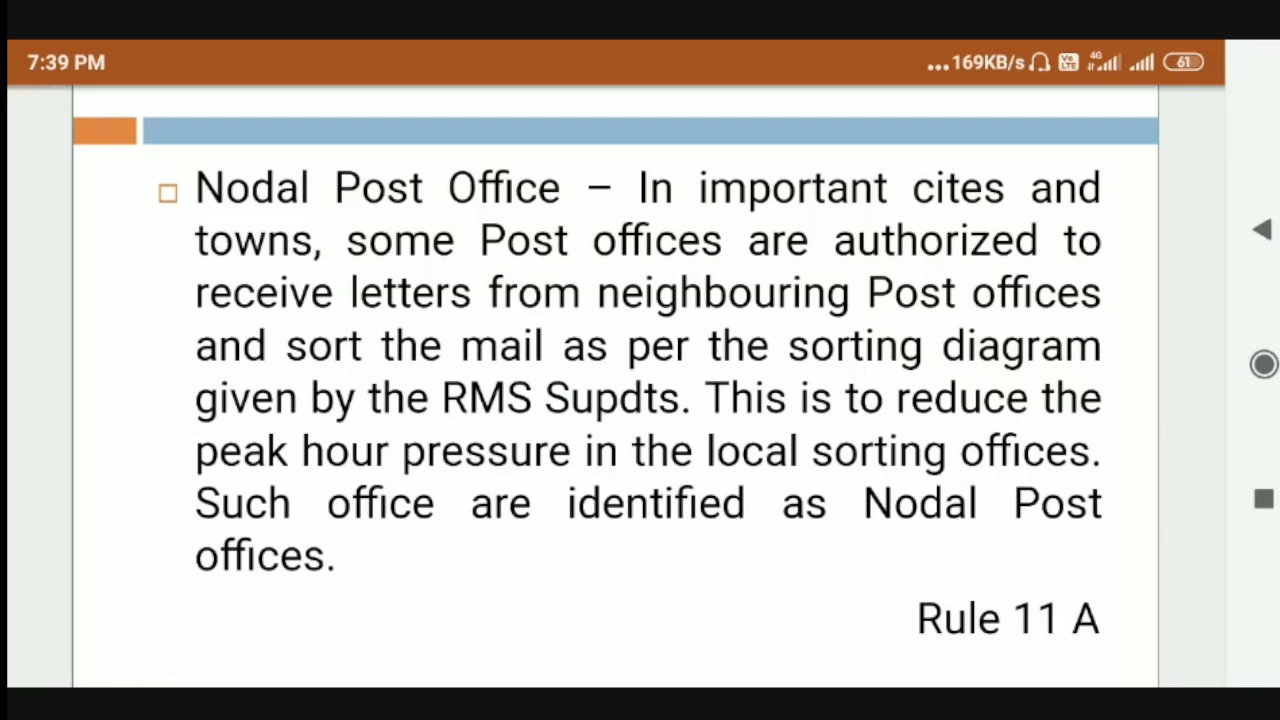 7:39 PM
...169KB/s Vo LTE 4G 61
Nodal Post Office – In important cites and
towns, some Post offices are authorized to
receive letters from neighbouring Post offices
and sort the mail as per the sorting diagram
given by the RMS Supdts. This is to reduce the
peak hour pressure in the local sorting offices.
Such office are identified as Nodal Post
offices.
Rule 11 A